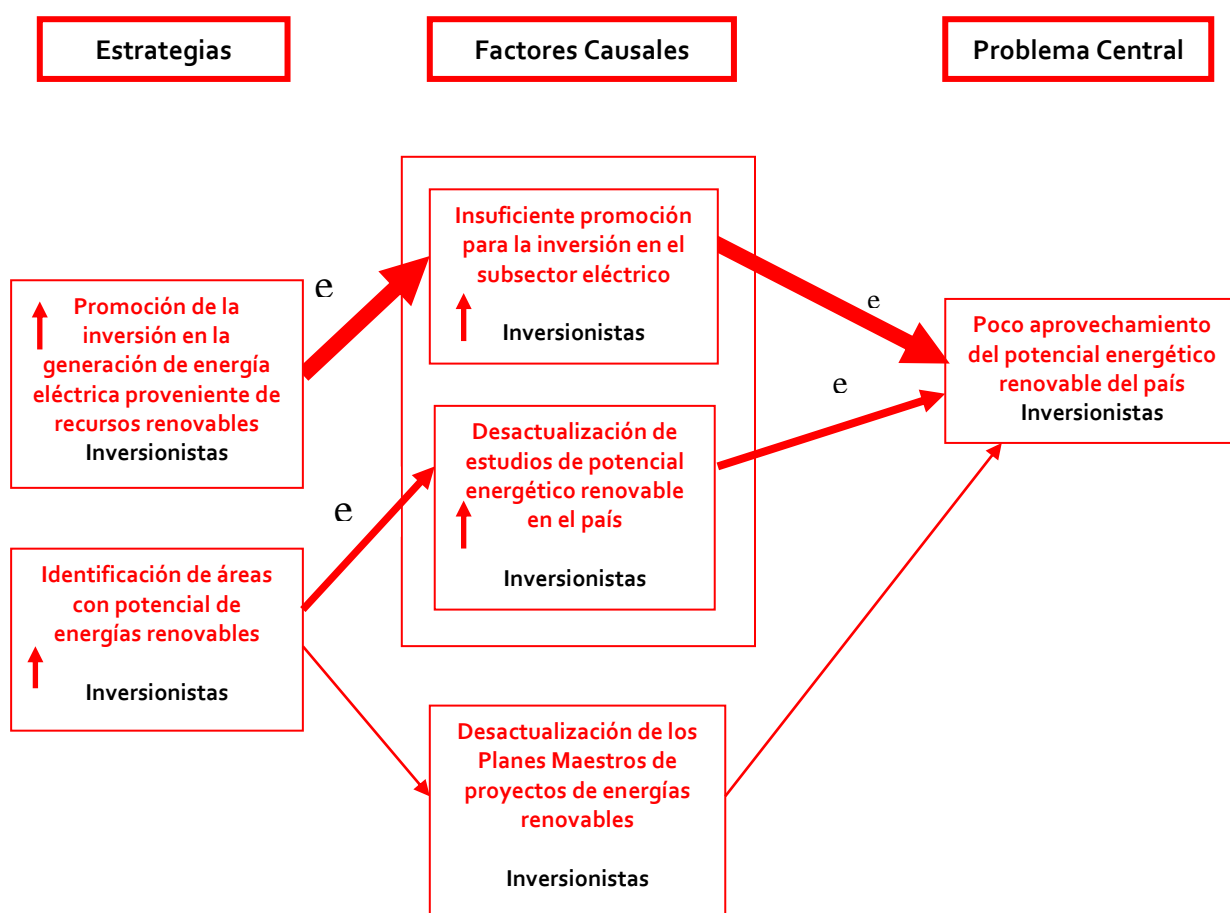 Estrategias
Factores Causales
Problema Central
Promoción de la
inversión en la
generación de energía
eléctrica proveniente de
recursos renovables
Inversionistas
e
Identificación de áreas
con potencial de
energías renovables
Inversionistas
e
Insuficiente promoción
para la inversión en el
subsector eléctrico
Inversionistas
e
Desactualización de
estudios de potencial
energético renovable
en el país
Inversionistas
e
Desactualización de los
Planes Maestros de
proyectos de energías
renovables
Inversionistas
Poco aprovechamiento
del potencial energético
renovable del país
Inversionistas